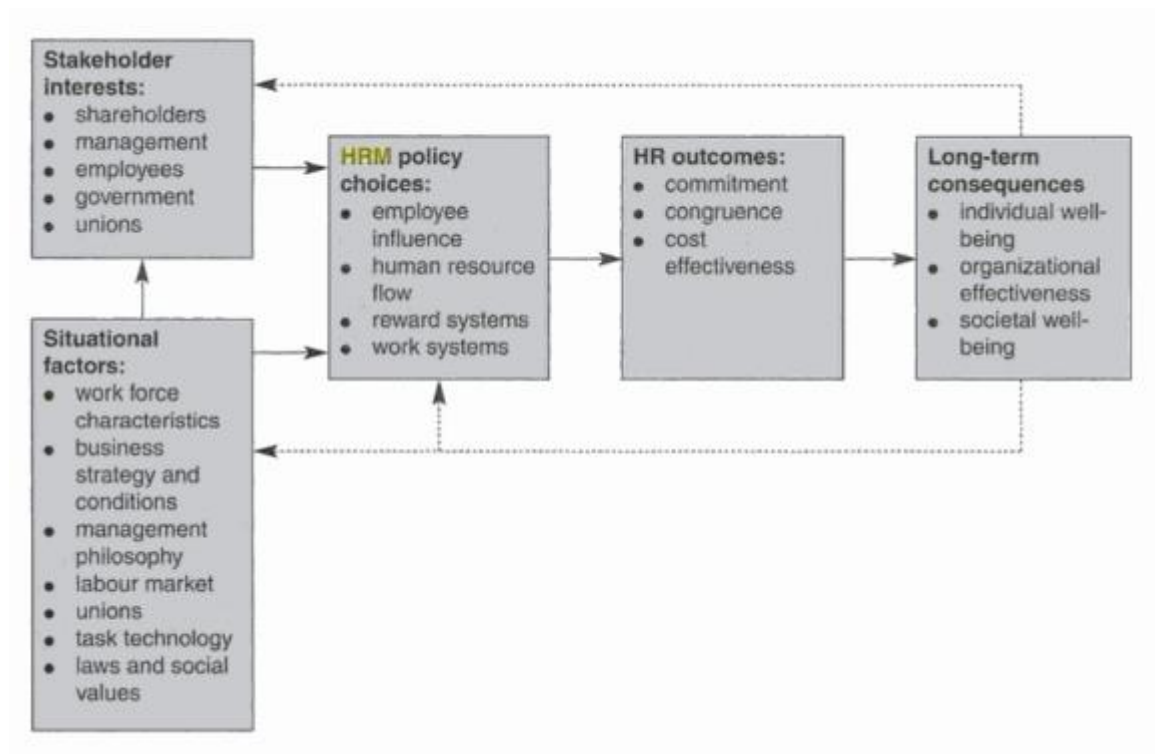 Stakeholder
interests:
• shareholders
• management
• employees
• government
• unions
Situational
factors:
• work force
characteristics
• business
strategy and
conditions
• management
philosophy
• labour market
• unions
• task technology
• laws and social
values
HRM policy
choices:
• employee
influence
• human resource
flow
• reward systems
• work systems
HR outcomes:
• commitment
• congruence
• cost
effectiveness
Long-term
consequences
• individual well-
being
• organizational
effectiveness
• societal well-
being